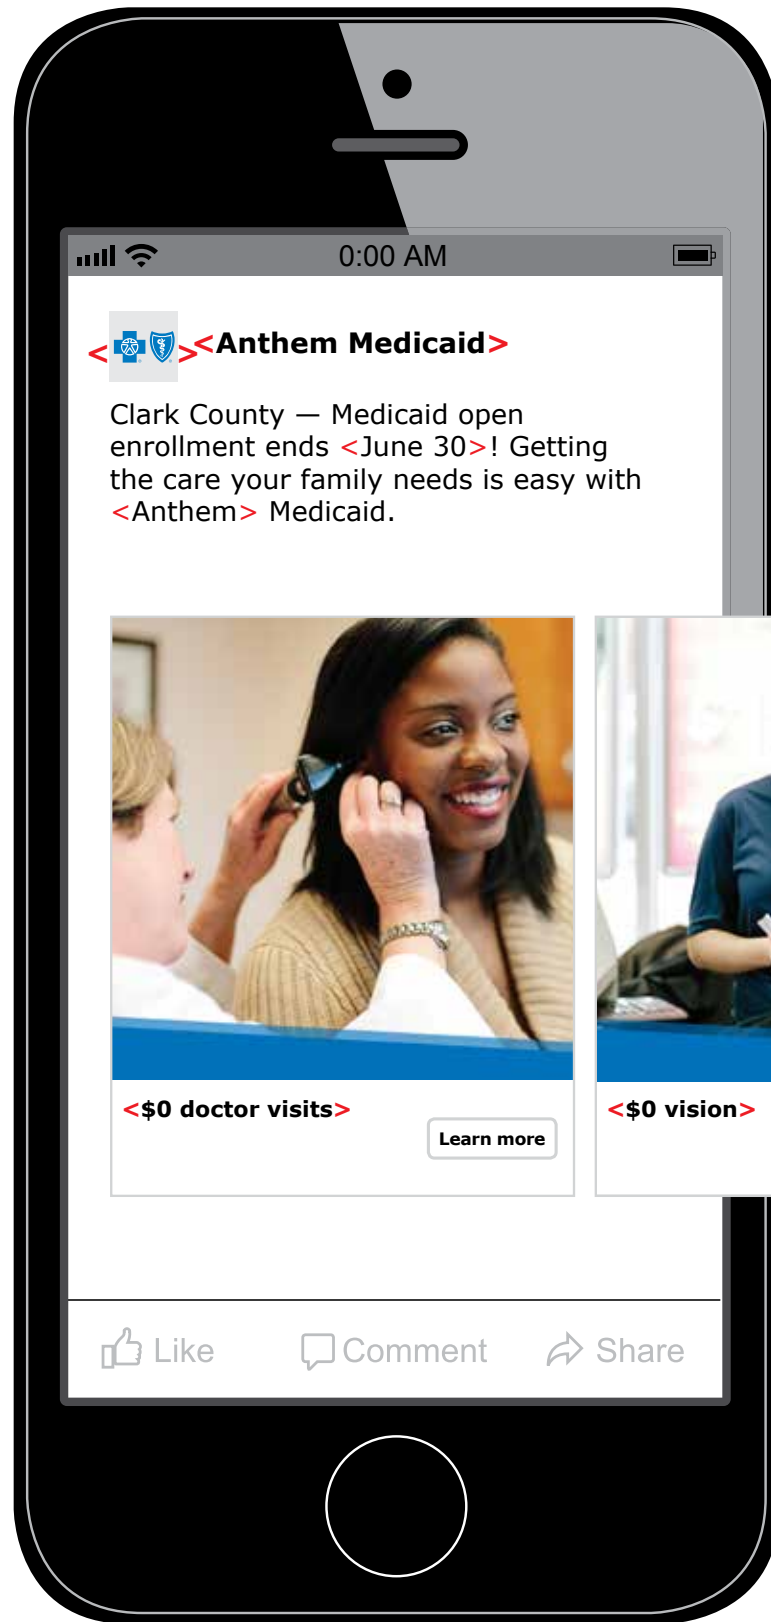 0:00 AM
< ><Anthem Medicaid>
Clark County — Medicaid open
enrollment ends <June 30>! Getting
the care your family needs is easy with
<Anthem> Medicaid.
<$0 doctor visits>
Learn more
<$0 vision>
Like Comment Share